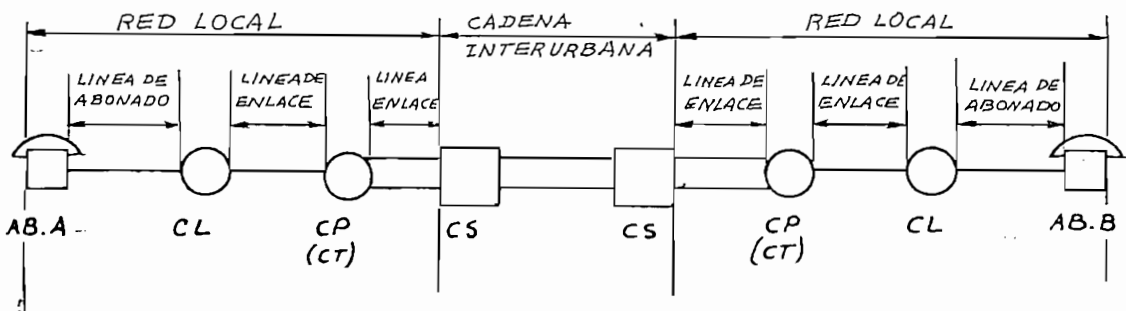 RED LOCAL
CADENA
INTERURBANA
RED LOCAL
LINEA DE
ABONADO
LINEA DE
ENLACE
LINEA
ENLACE
LINEA DE
ENLACE
LINEA DE
ENLACE
LINEA DE
ABONADO
AB.A
CL
CP
(CT)
CS
CS
CP
(CT)
CL
AB.B